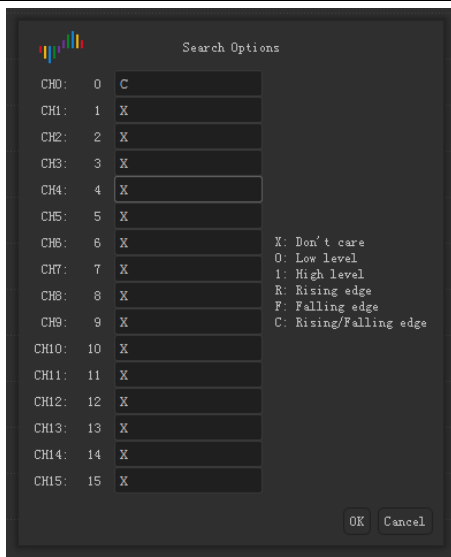 Search Options
CH0: 0 C
CH1: 1 X
CH2: 2 X
CH3: 3 X
CH4: 4 X
CH5: 5 X
CH6: 6 X
CH7: 7 X
CH8: 8 X
CH9: 9 X
CH10: 10 X
CH11: 11 X
CH12: 12 X
CH13: 13 X
CH14: 14 X
CH15: 15 X
X: Don't care
0: Low level
1: High level
R: Rising edge
F: Falling edge
C: Rising/Falling edge
OK Cancel